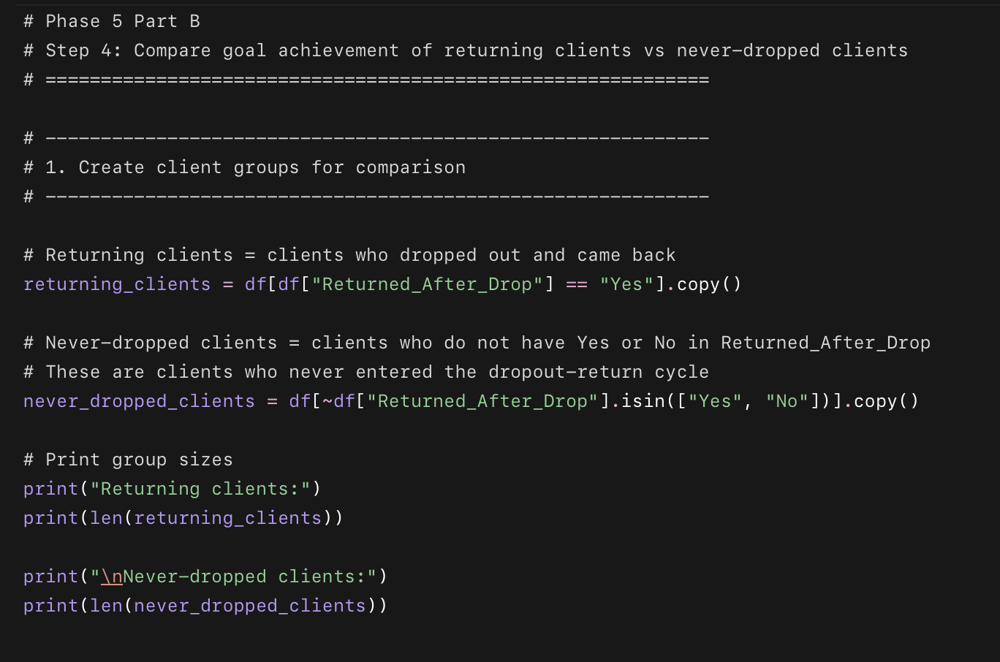 # Phase 5 Part B
# Step 4: Compare goal achievement of returning clients vs never-dropped clients
# ============================================================
# ------------------------------------------------------------
# 1. Create client groups for comparison
# ------------------------------------------------------------
# Returning clients = clients who dropped out and came back
returning_clients = df[df["Returned_After_Drop"] == "Yes"].copy()
# Never-dropped clients = clients who do not have Yes or No in Returned_After_Drop
# These are clients who never entered the dropout-return cycle
never_dropped_clients = df[~df["Returned_After_Drop"].isin(["Yes", "No"])].copy()
# Print group sizes
print("Returning clients:")
print(len(returning_clients))
print("\nNever-dropped clients:")
print(len(never_dropped_clients))